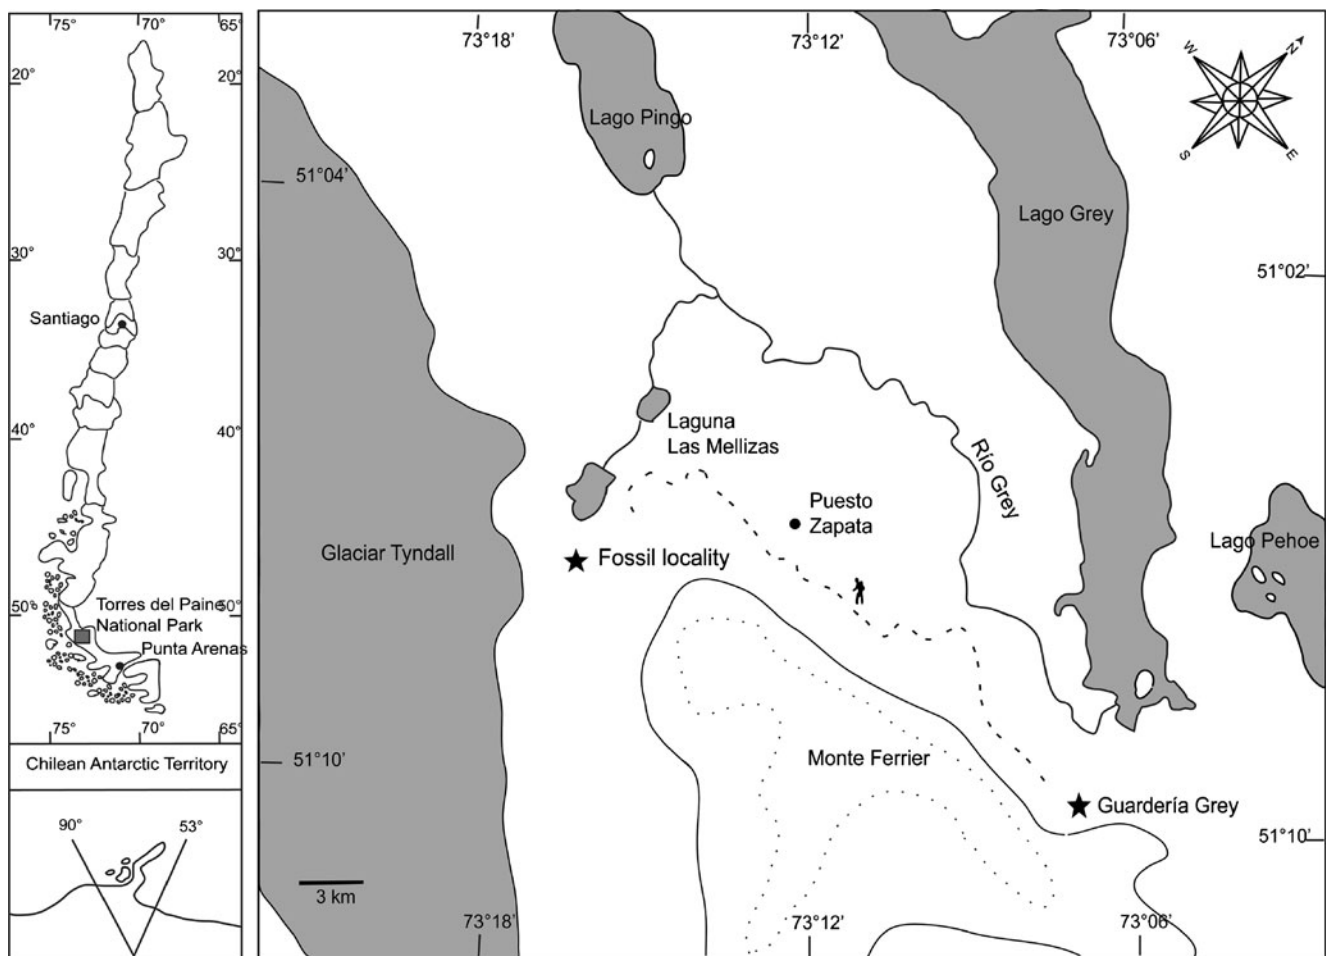 75°
70°
65°
20°
20°
30°
30°
Santiago
40°
40°
50°
50°
Torres del Paine
National Park
Punta Arenas
75°
70°
65°
Chilean Antarctic Territory
90°
53°
73°18’
73°12’
73°06’
W
N
S
E
Lago Pingo
51°04’
Lago Grey
51°02’
Laguna
Las Mellizas
Río Grey
Puesto
Zapata
Glaciar Tyndall
Fossil locality
Lago Pehoe
Monte Ferrier
51°10’
Guardería Grey
51°10’
3 km
73°18’
73°12’
73°06’